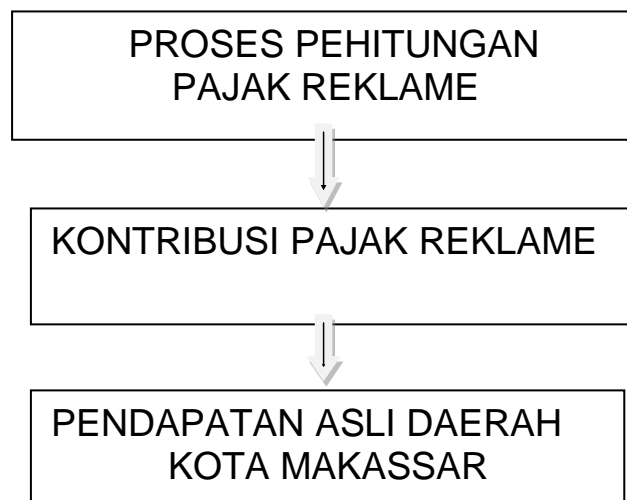 PROSES PEHITUNGAN
PAJAK REKLAME
KONTRIBUSI PAJAK REKLAME
PENDAPATAN ASLI DAERAH
KOTA MAKASSAR